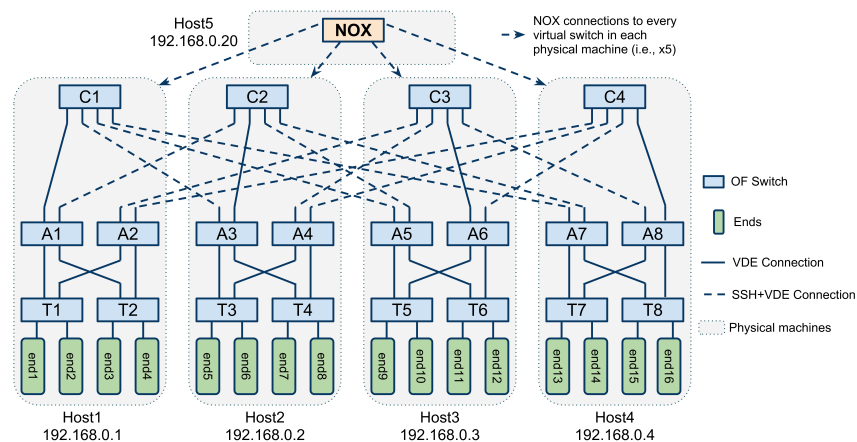 Host5
192.168.0.20
NOX
NOX connections to every
virtual switch in each
physical machine (i.e., x5)
C1 C2 C3 C4
A1 A2 A3 A4 A5 A6 A7 A8
T1 T2 T3 T4 T5 T6 T7 T8
end1 end2 end3 end4 end5 end6 end7 end8 end9 end10 end11 end12 end13 end14 end15 end16
Host1 Host2 Host3 Host4
192.168.0.1 192.168.0.2 192.168.0.3 192.168.0.4
OF Switch
Ends
VDE Connection
SSH+VDE Connection
Physical machines